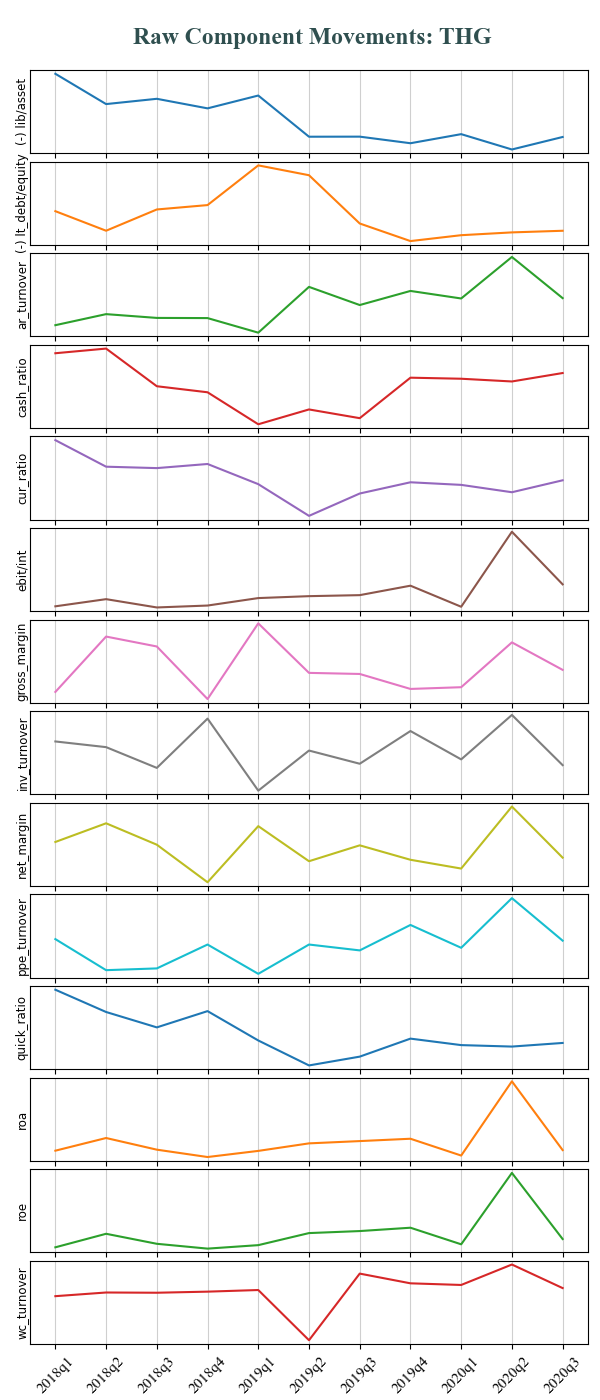 Raw Component Movements: THG
(-) lib/asset
(-) lt_debt/equity
ar_turnover
cash_ratio
cur_ratio
ebit/int
gross_margin
inv_turnover
net_margin
ppe_turnover
quick_ratio
roa
roe
wc_turnover
2018q1
2018q2
2018q3
2018q4
2019q1
2019q2
2019q3
2019q4
2020q1
2020q2
2020q3